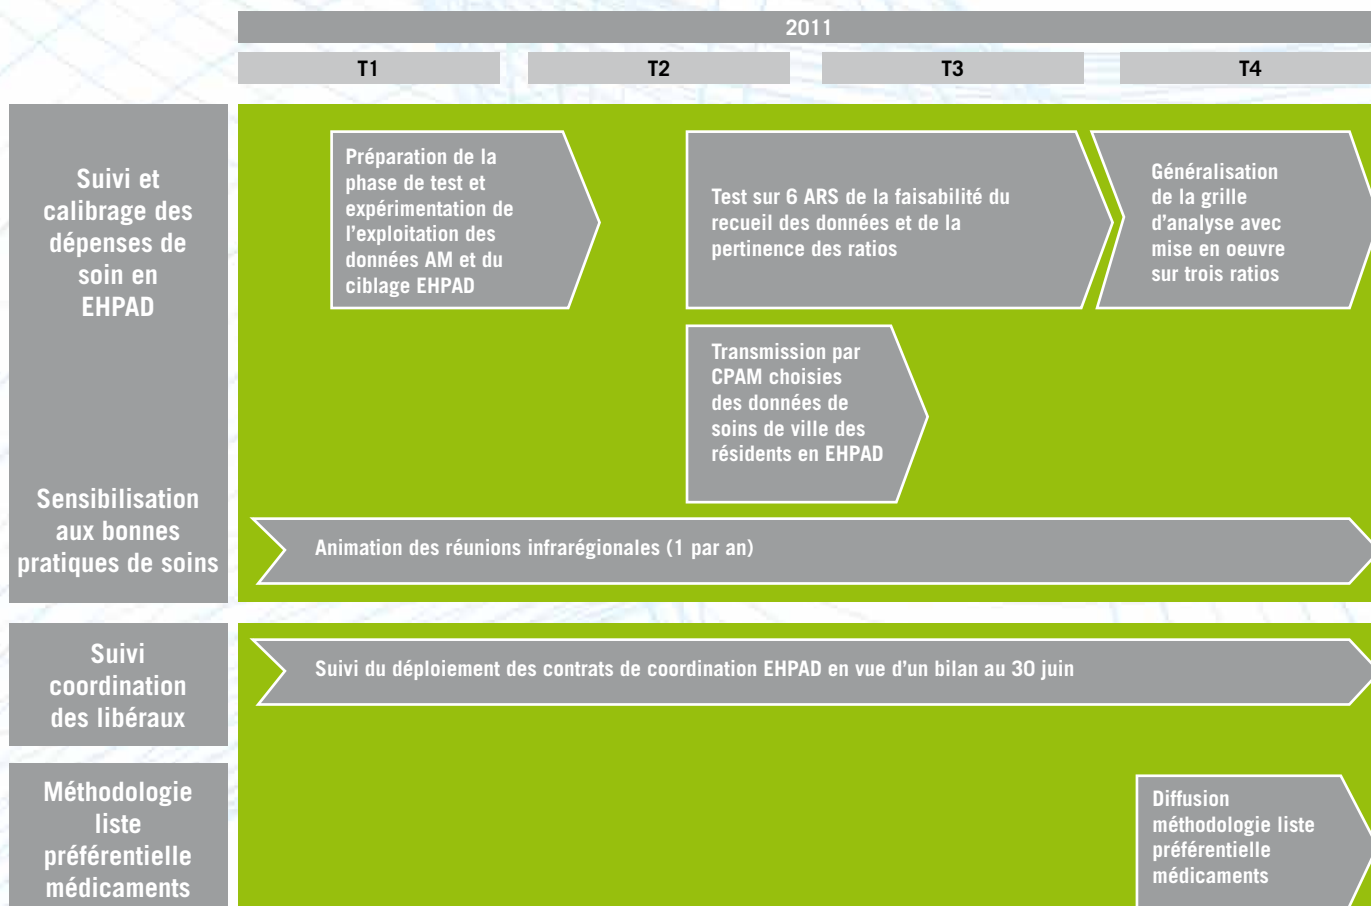 2011
T1
T2
T3
T4
Suivi et
calibrage des
dépenses de
soin en
EHPAD
Préparation de la
phase de test et
expérimentation de
l'exploitation des
données AM et du
ciblage EHPAD
Test sur 6 ARS de la faisabilité du
recueil des données et de la
pertinence des ratios
Généralisation
de la grille
d'analyse avec
mise en oeuvre
sur trois ratios
Transmission par
CPAM choisies
des données de
soins de ville des
résidents en EHPAD
Sensibilisation
aux bonnes
pratiques de soins
Animation des réunions infrarégionales (1 par an)
Suivi
coordination
des libéraux
Suivi du déploiement des contrats de coordination EHPAD en vue d'un bilan au 30 juin
Méthodologie
liste
préférentielle
médicaments
Diffusion
méthodologie liste
préférentielle
médicaments